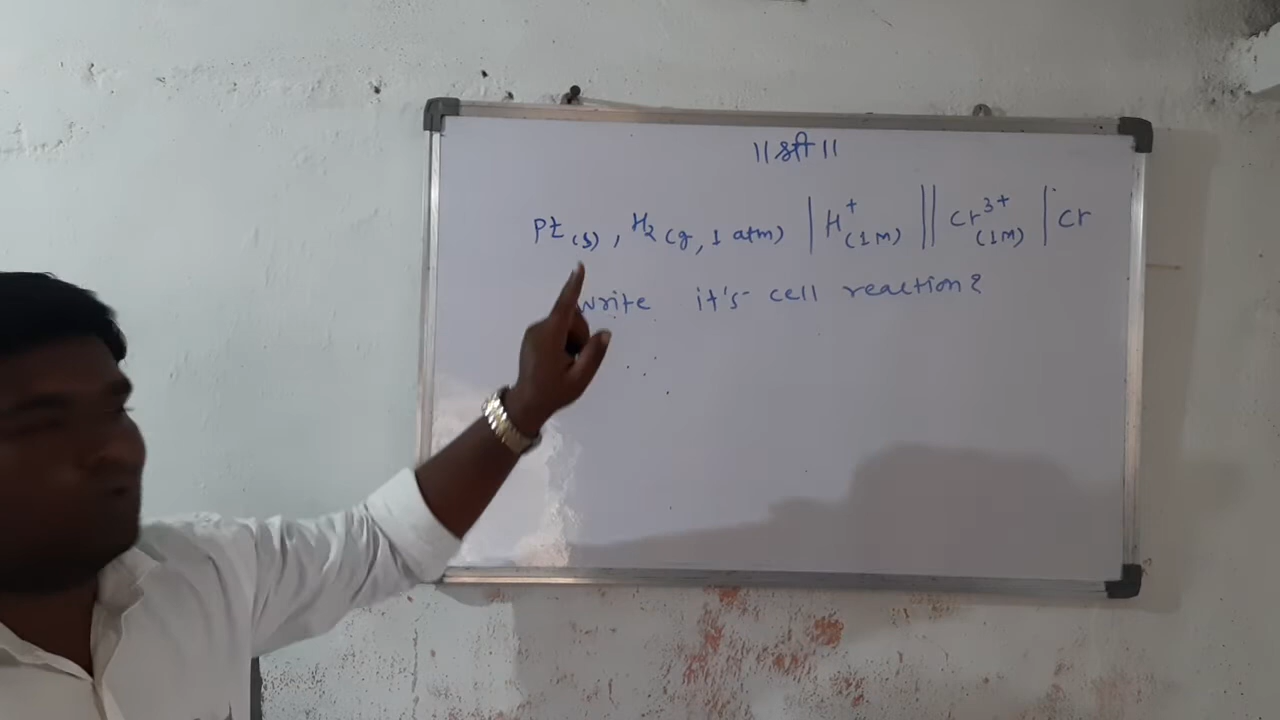 ॥ श्री ॥
Pt(s), H₂(g, 1 atm) | H⁺(1M) || Cr³⁺(1M) | Cr
write it's cell reaction?